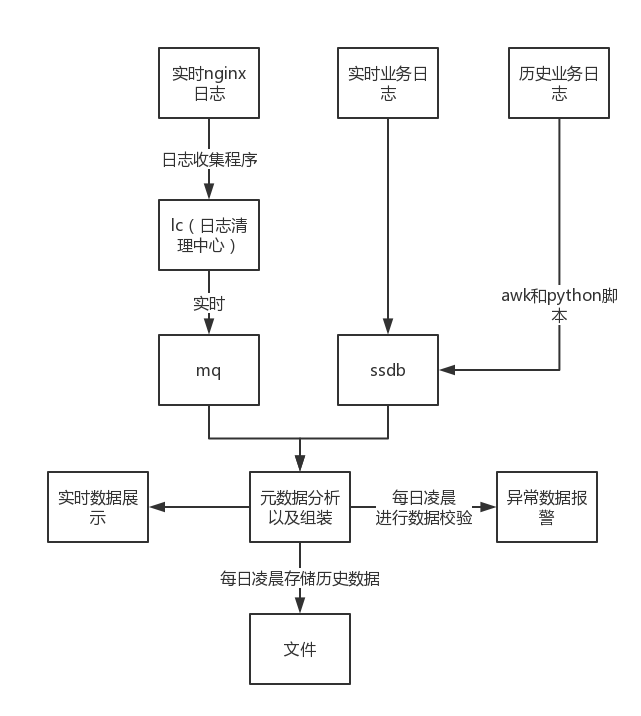 实时nginx
日志
实时业务日
志
历史业务日
志
日志收集程序
lc（日志清
理中心）
实时
awk和python脚
本
mq
ssdb
实时数据展
示
元数据分析
以及组装
每日凌晨
进行数据校验
异常数据报
警
每日凌晨存储历史数据
文件